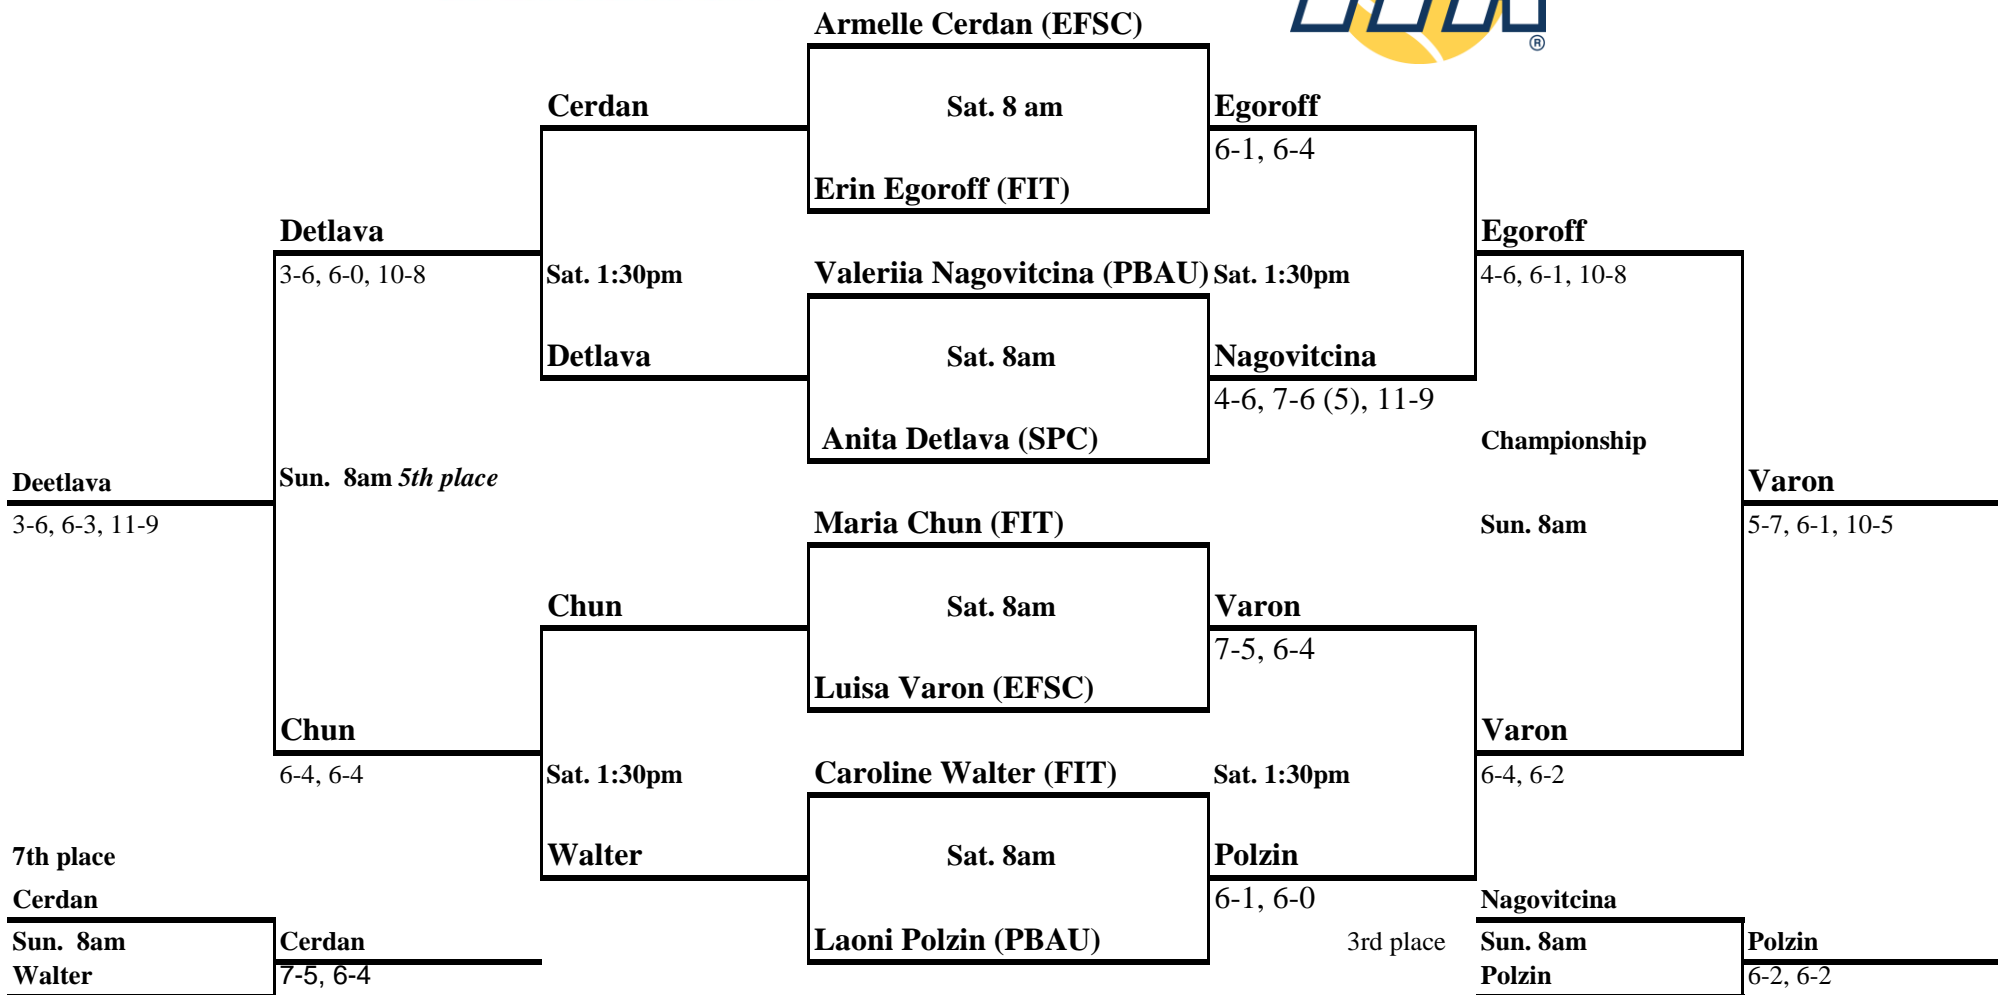 Armelle Cerdan (EFSC)
®
Cerdan
Sat. 8 am
Egoroff
6-1, 6-4
Erin Egoroff (FIT)
Detlava
Egoroff
3-6, 6-0, 10-8
Sat. 1:30pm
Valeriia Nagovitcina (PBAU)
Sat. 1:30pm
4-6, 6-1, 10-8
Detlava
Sat. 8am
Nagovitcina
4-6, 7-6 (5), 11-9
Anita Detlava (SPC)
Championship
Deetlava
Sun. 8am 5th place
Varon
3-6, 6-3, 11-9
Maria Chun (FIT)
Sun. 8am
5-7, 6-1, 10-5
Chun
Sat. 8am
Varon
7-5, 6-4
Luisa Varon (EFSC)
Chun
Varon
6-4, 6-4
Sat. 1:30pm
Caroline Walter (FIT)
Sat. 1:30pm
6-4, 6-2
7th place
Walter
Sat. 8am
Polzin
Cerdan
6-1, 6-0
Nagovitcina
Sun. 8am
Cerdan
Laoni Polzin (PBAU)
3rd place
Sun. 8am
Polzin
Walter
7-5, 6-4
Polzin
6-2, 6-2